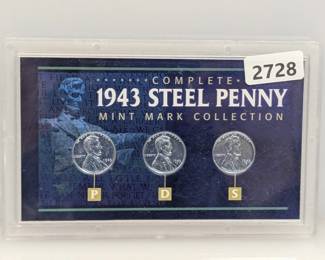 COMPLETE
2728
1943 STEEL PENNY
MINT MARK COLLECTION
P D S